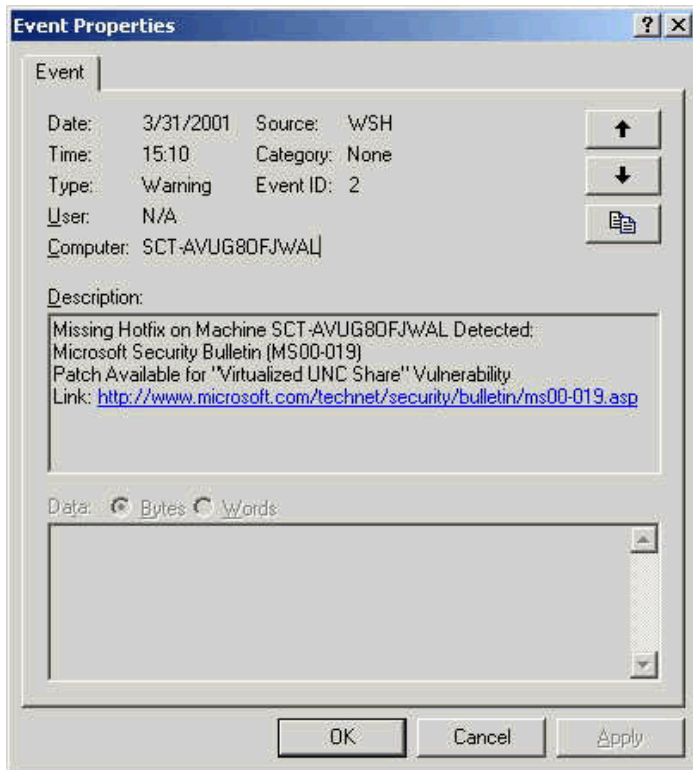 Event Properties
Event
Date: 3/31/2001 Source: WSH
Time: 15:10 Category: None
Type: Warning Event ID: 2
User: N/A
Computer: SCT-AVUG8OFJWAL
Description:
Missing Hotfix on Machine SCT-AVUG8OFJWAL Detected:
Microsoft Security Bulletin (MS00-019)
Patch Available for "Virtualized UNC Share" Vulnerability
Link: http://www.microsoft.com/technet/security/bulletin/ms00-019.asp
Data: Bytes Words
OK Cancel Apply